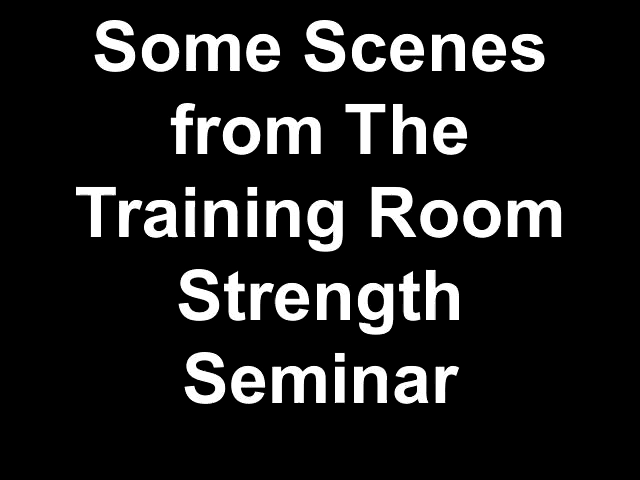 Some Scenes
from The
Training Room
Strength
Seminar